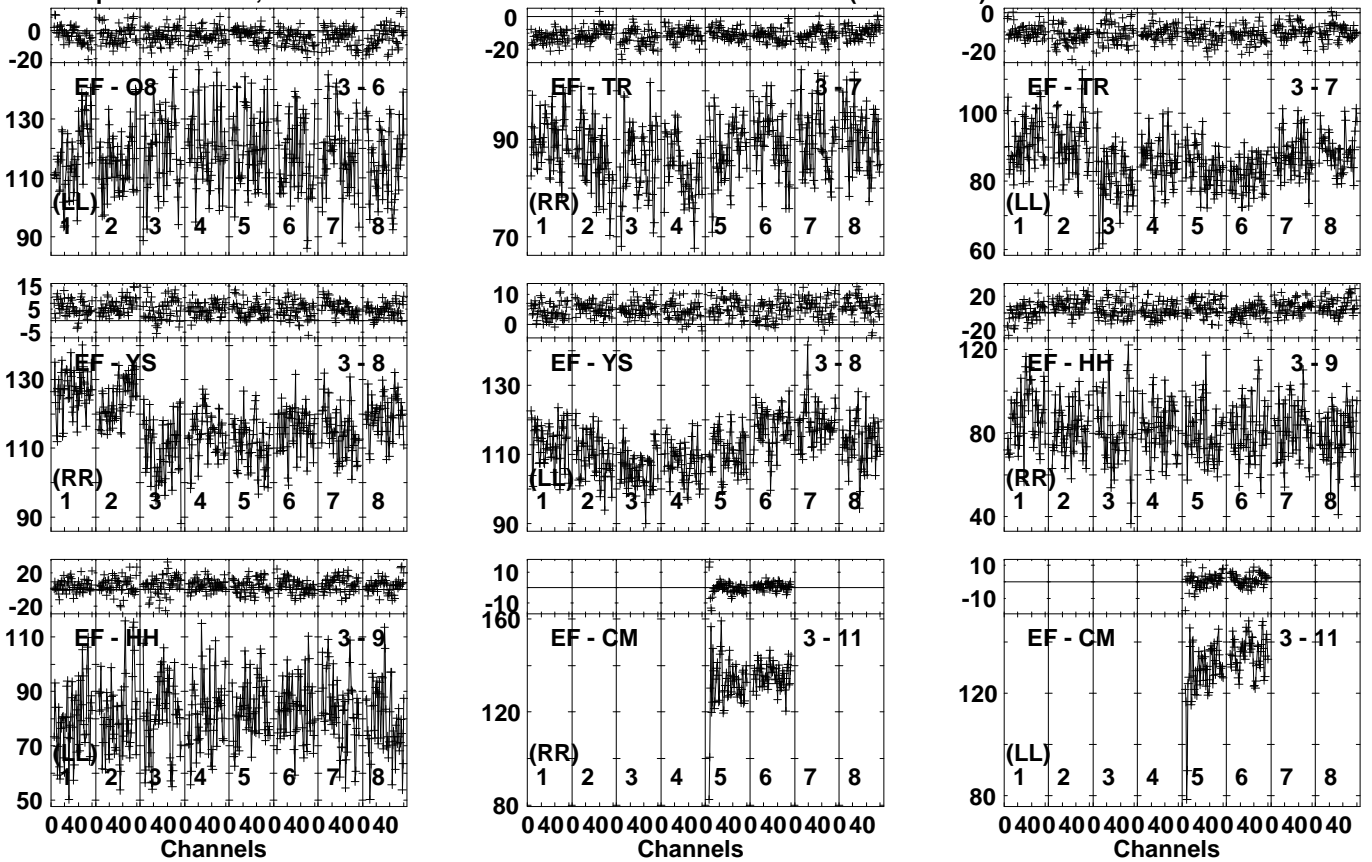 0
-20
EF - O8 3 - 6
130
110
90
(LL)
1 2 3 4 5 6 7 8
0
-20
EF - TR 3 - 7
90
70
(RR)
1 2 3 4 5 6 7 8
0
-20
EF - TR 3 - 7
100
80
60
(LL)
1 2 3 4 5 6 7 8
15
5
-5
EF - YS 3 - 8
130
110
90
(RR)
1 2 3 4 5 6 7 8
10
0
EF - YS 3 - 8
130
110
90
(LL)
1 2 3 4 5 6 7 8
20
-20
EF - HH 3 - 9
120
80
40
(RR)
1 2 3 4 5 6 7 8
20
-20
EF - HH 3 - 9
110
90
70
50
(LL)
1 2 3 4 5 6 7 8
0 40 0 40 0 40 0 40 0 40 0 40 0 40 0 40
Channels
10
-10
160
EF - CM 3 - 11
120
80
(RR)
1 2 3 4 5 6 7 8
0 40 0 40 0 40 0 40 0 40 0 40 0 40 0 40
Channels
10
-10
EF - CM 3 - 11
120
80
(LL)
1 2 3 4 5 6 7 8
0 40 0 40 0 40 0 40 0 40 0 40 0 40 0 40
Channels